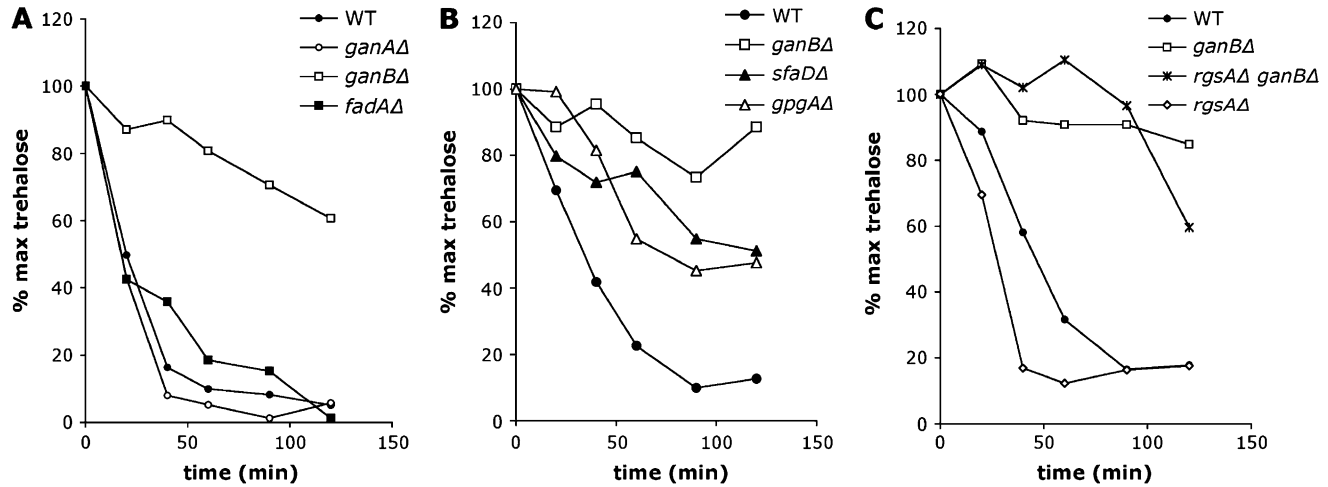 A
120
100
80
60
40
20
0
0 50 100 150
% max trehalose
time (min)
WT
ganAΔ
ganBΔ
fadAΔ
B
120
100
80
60
40
20
0
0 50 100 150
% max trehalose
time (min)
WT
ganBΔ
sfaDΔ
gpgAΔ
C
120
100
80
60
40
20
0
0 50 100 150
% max trehalose
time (min)
WT
ganBΔ
rgsAΔ ganBΔ
rgsAΔ